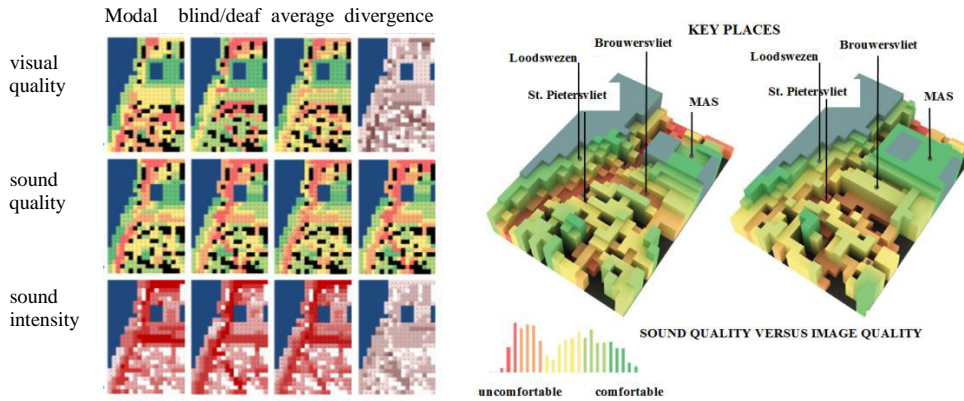 Modal blind/deaf average divergence
visual
quality
sound
quality
sound
intensity
KEY PLACES
Loodswezen
Brouwersvliet
St. Pietersvliet
MAS
Loodswezen
Brouwersvliet
St. Pietersvliet
MAS
SOUND QUALITY VERSUS IMAGE QUALITY
uncomfortable comfortable